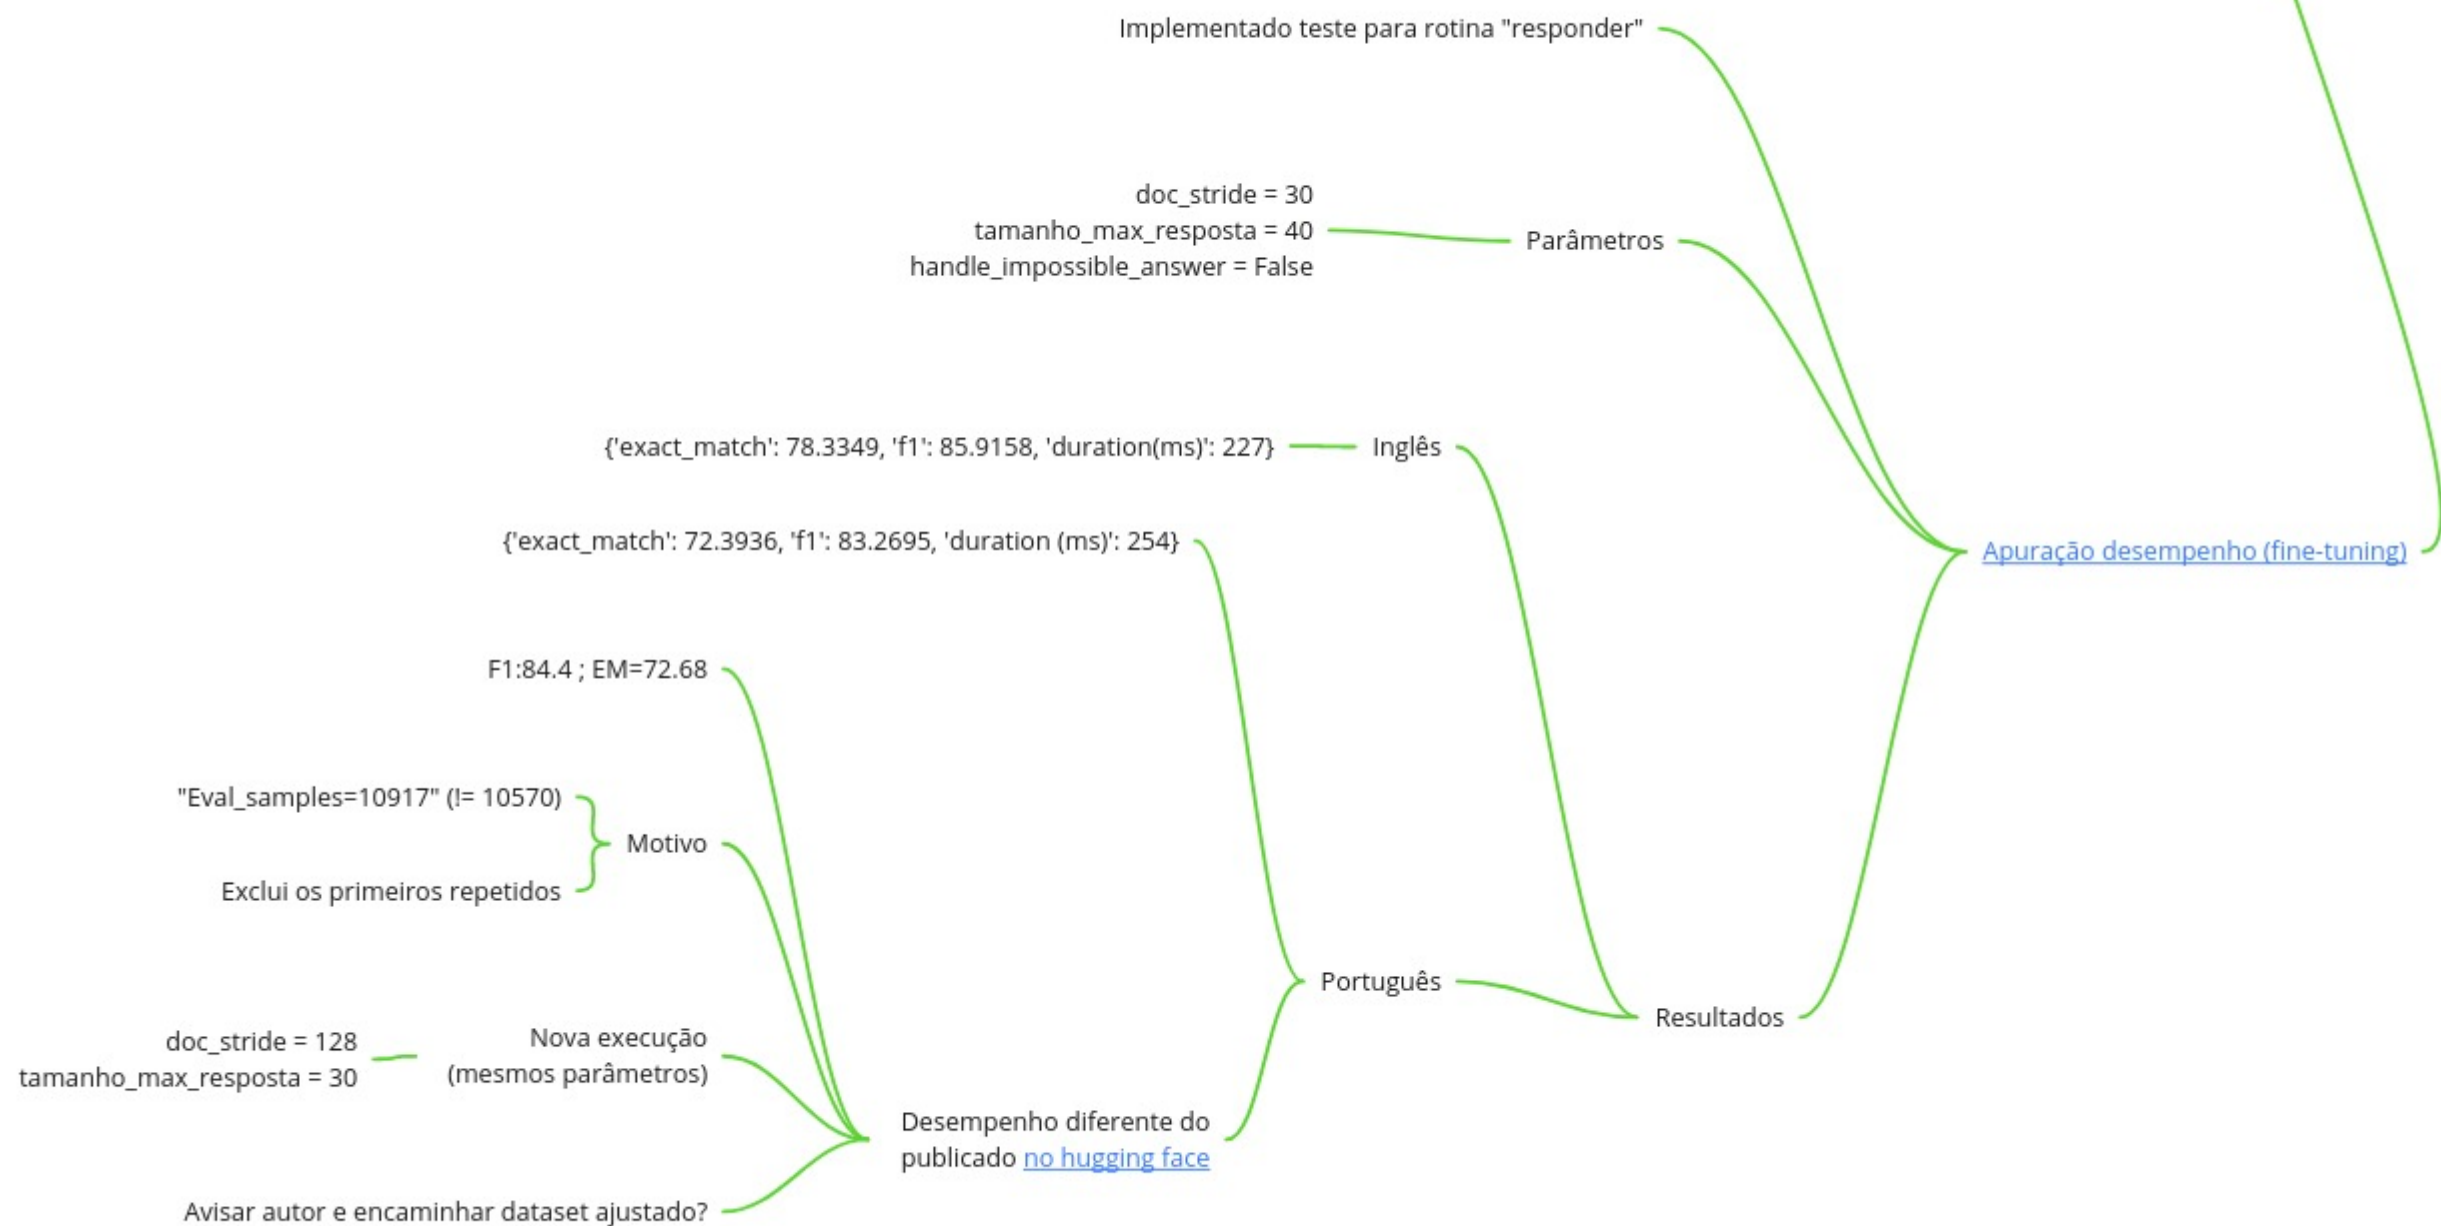 Implementado teste para rotina "responder"
doc_stride = 30
tamanho_max_resposta = 40
handle_impossible_answer = False
Parâmetros
{'exact_match': 78.3349, 'f1': 85.9158, 'duration(ms)': 227}
Inglês
{'exact_match': 72.3936, 'f1': 83.2695, 'duration (ms)': 254}
Apuração desempenho (fine-tuning)
F1:84.4 ; EM=72.68
"Eval_samples=10917" (!= 10570)
Motivo
Exclui os primeiros repetidos
Português
Resultados
doc_stride = 128
tamanho_max_resposta = 30
Nova execução
(mesmos parâmetros)
Desempenho diferente do
publicado no hugging face
Avisar autor e encaminhar dataset ajustado?